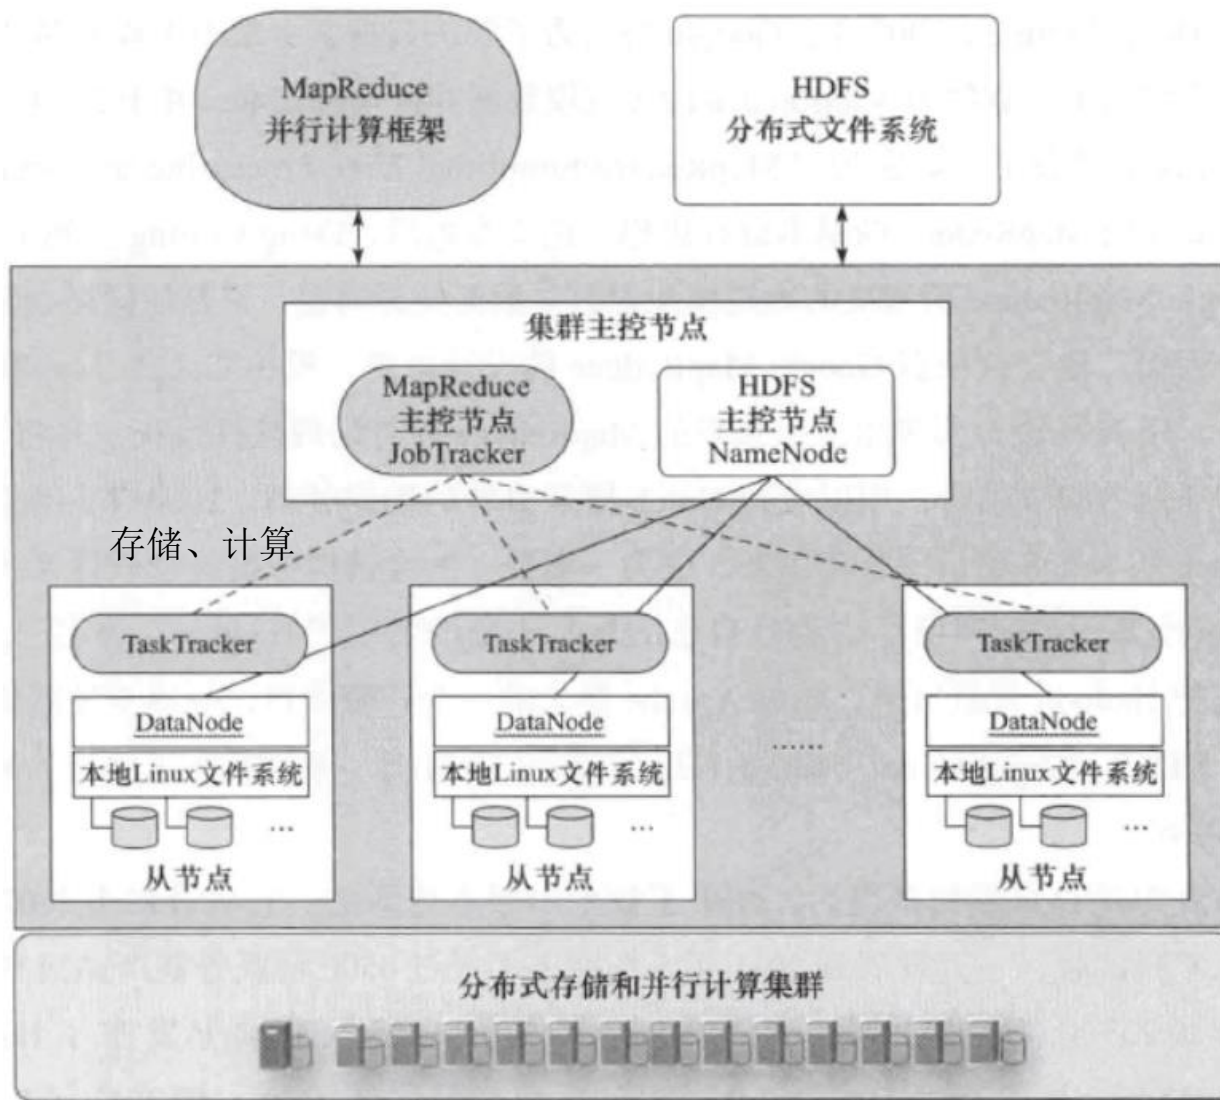 MapReduce
并行计算框架
HDFS
分布式文件系统
集群主控节点
MapReduce
主控节点
JobTracker
HDFS
主控节点
NameNode
存储、计算
TaskTracker
DataNode
本地Linux文件系统
...
从节点
TaskTracker
DataNode
本地Linux文件系统
...
从节点
......
TaskTracker
DataNode
本地Linux文件系统
...
从节点
分布式存储和并行计算集群